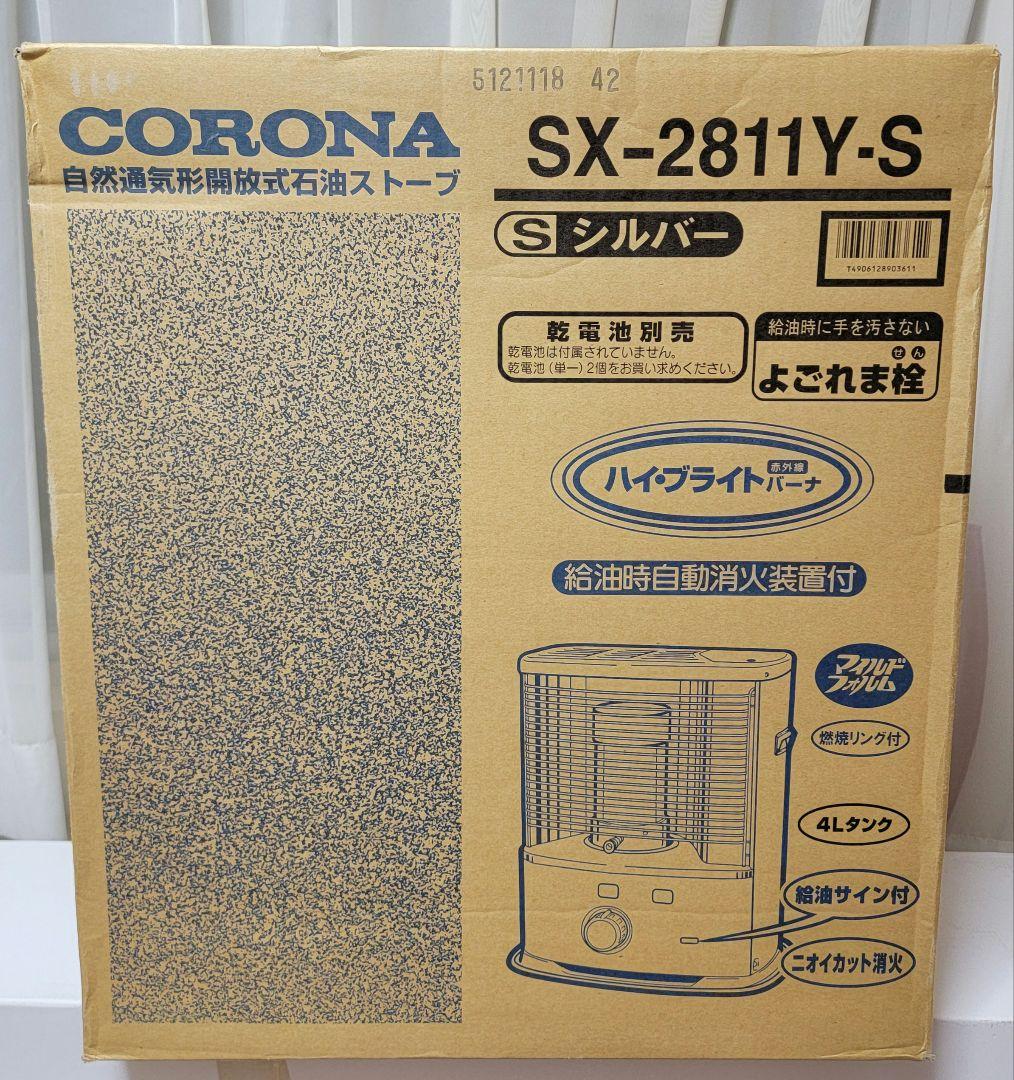 5121118 42
CORONA
自然通気形開放式石油ストーブ
SX-2811Y-S
S シルバー
T4906128903611
乾電池別売
乾電池は付属されていません。
乾電池(単一)2個をお買い求めください。
給油時に手を汚さない
せん
よごれま栓
赤外線
ハイ・ブライトバーナ
給油時自動消火装置付
マイルド
フォルム
燃焼リング付
4Lタンク
給油サイン付
ニオイカット消火